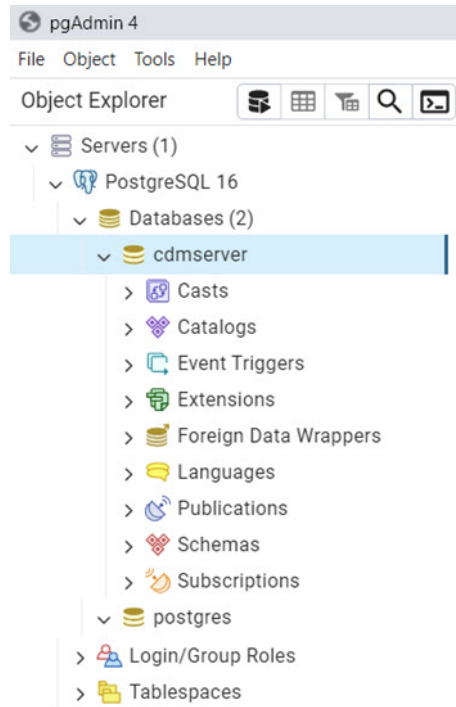 pgAdmin 4
File Object Tools Help
Object Explorer
Servers (1)
PostgreSQL 16
Databases (2)
cdmserver
Casts
Catalogs
Event Triggers
Extensions
Foreign Data Wrappers
Languages
Publications
Schemas
Subscriptions
postgres
Login/Group Roles
Tablespaces